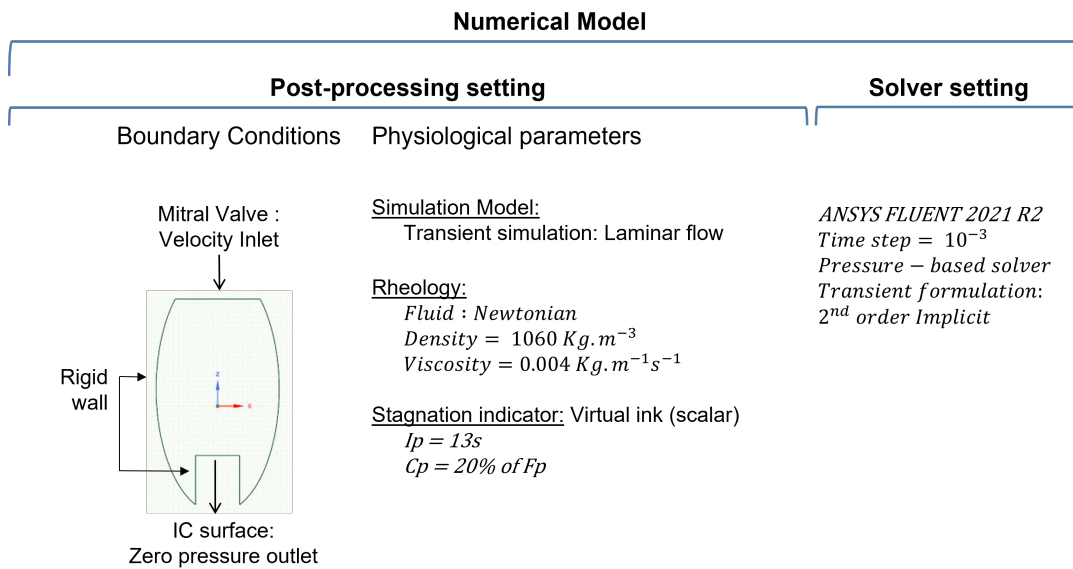 Numerical Model
Post-processing setting
Solver setting
Boundary Conditions
Physiological parameters
Mitral Valve :
Velocity Inlet
z
x
Rigid
wall
IC surface:
Zero pressure outlet
Simulation Model:
Transient simulation: Laminar flow
Rheology:
Fluid : Newtonian
Density = 1060 Kg.m⁻³
Viscosity = 0.004 Kg.m⁻¹s⁻¹
Stagnation indicator: Virtual ink (scalar)
Ip = 13s
Cp = 20% of Fp
ANSYS FLUENT 2021 R2
Time step = 10⁻³
Pressure − based solver
Transient formulation:
2ⁿᵈ order Implicit